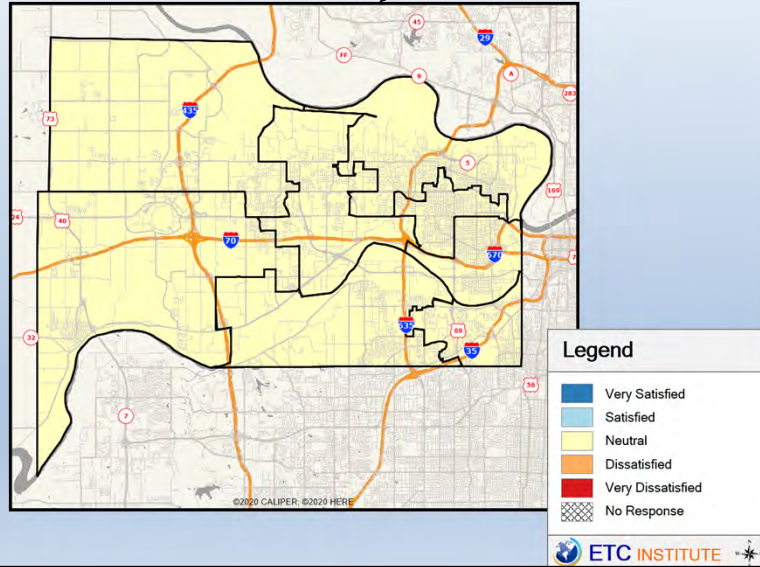 45
29
FF
A
9
283
435
73
5
169
24
40
70
670
32
635
69
35
56
7
©2020 CALIPER; ©2020 HERE
Legend
Very Satisfied
Satisfied
Neutral
Dissatisfied
Very Dissatisfied
No Response
ETC INSTITUTE